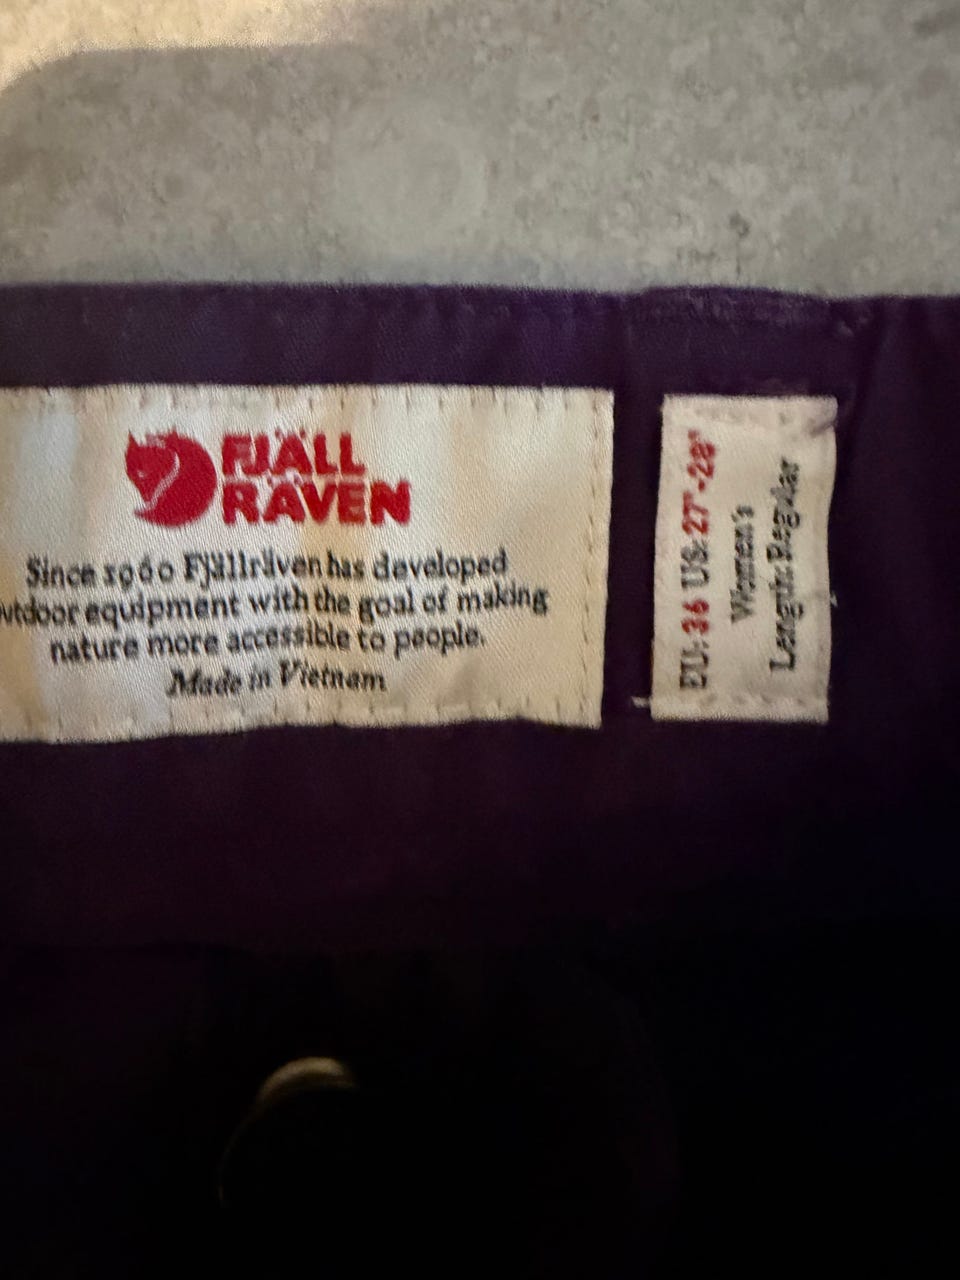 FJÄLL
RÄVEN
Since 1960 Fjällräven has developed
outdoor equipment with the goal of making
nature more accessible to people.
Made in Vietnam
EU: 36 US: 27"-28"
Women's
Length: Regular